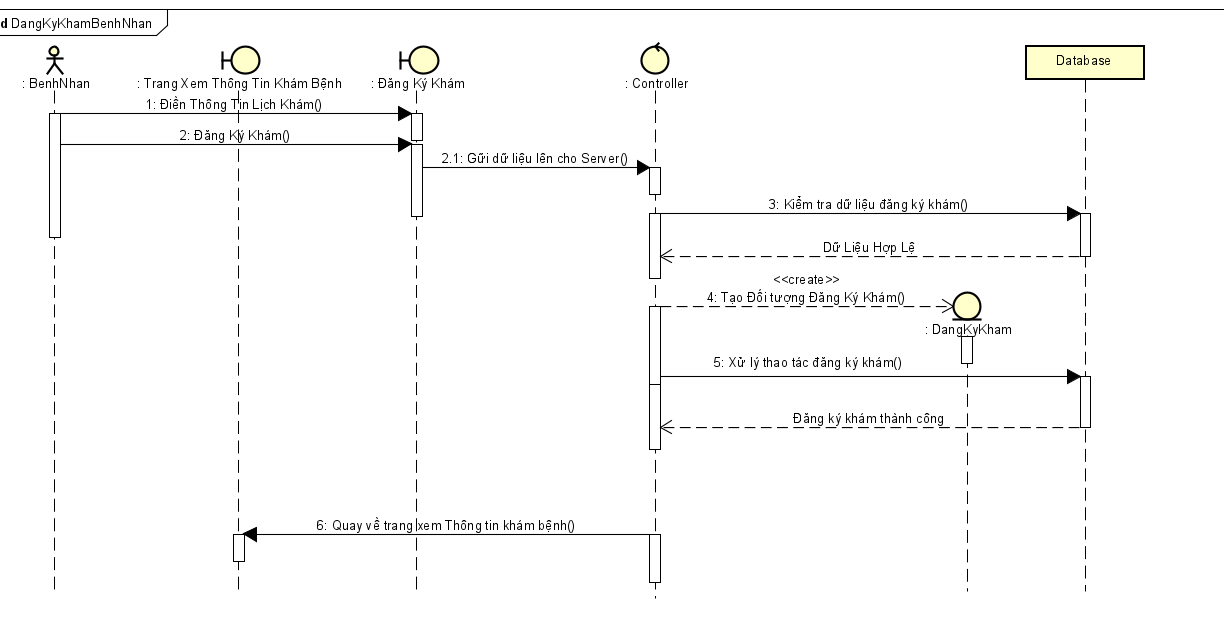 d DangKyKhamBenhNhan
: BenhNhan
: Trang Xem Thông Tin Khám Bệnh
: Đăng Ký Khám
: Controller
Database
1: Điền Thông Tin Lịch Khám()
2: Đăng Ký Khám()
2.1: Gửi dữ liệu lên cho Server()
3: Kiểm tra dữ liệu đăng ký khám()
Dữ Liệu Hợp Lệ
<<create>>
4: Tạo Đối tượng Đăng Ký Khám()
: DangKyKham
5: Xử lý thao tác đăng ký khám()
Đăng ký khám thành công
6: Quay về trang xem Thông tin khám bệnh()